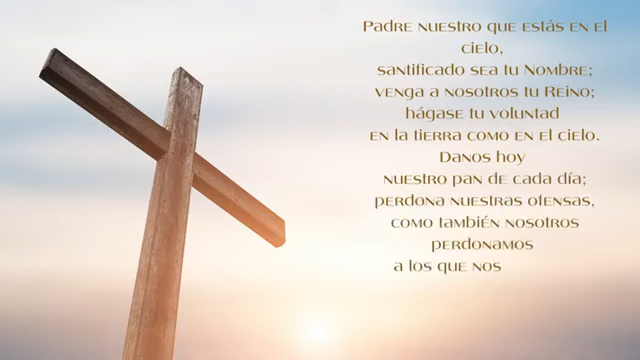 Padre nuestro que estás en el
cielo,
santificado sea tu Nombre;
venga a nosotros tu Reino;
hágase tu voluntad
en la tierra como en el cielo.
Danos hoy
nuestro pan de cada día;
perdona nuestras ofensas,
como también nosotros
perdonamos
a los que nos